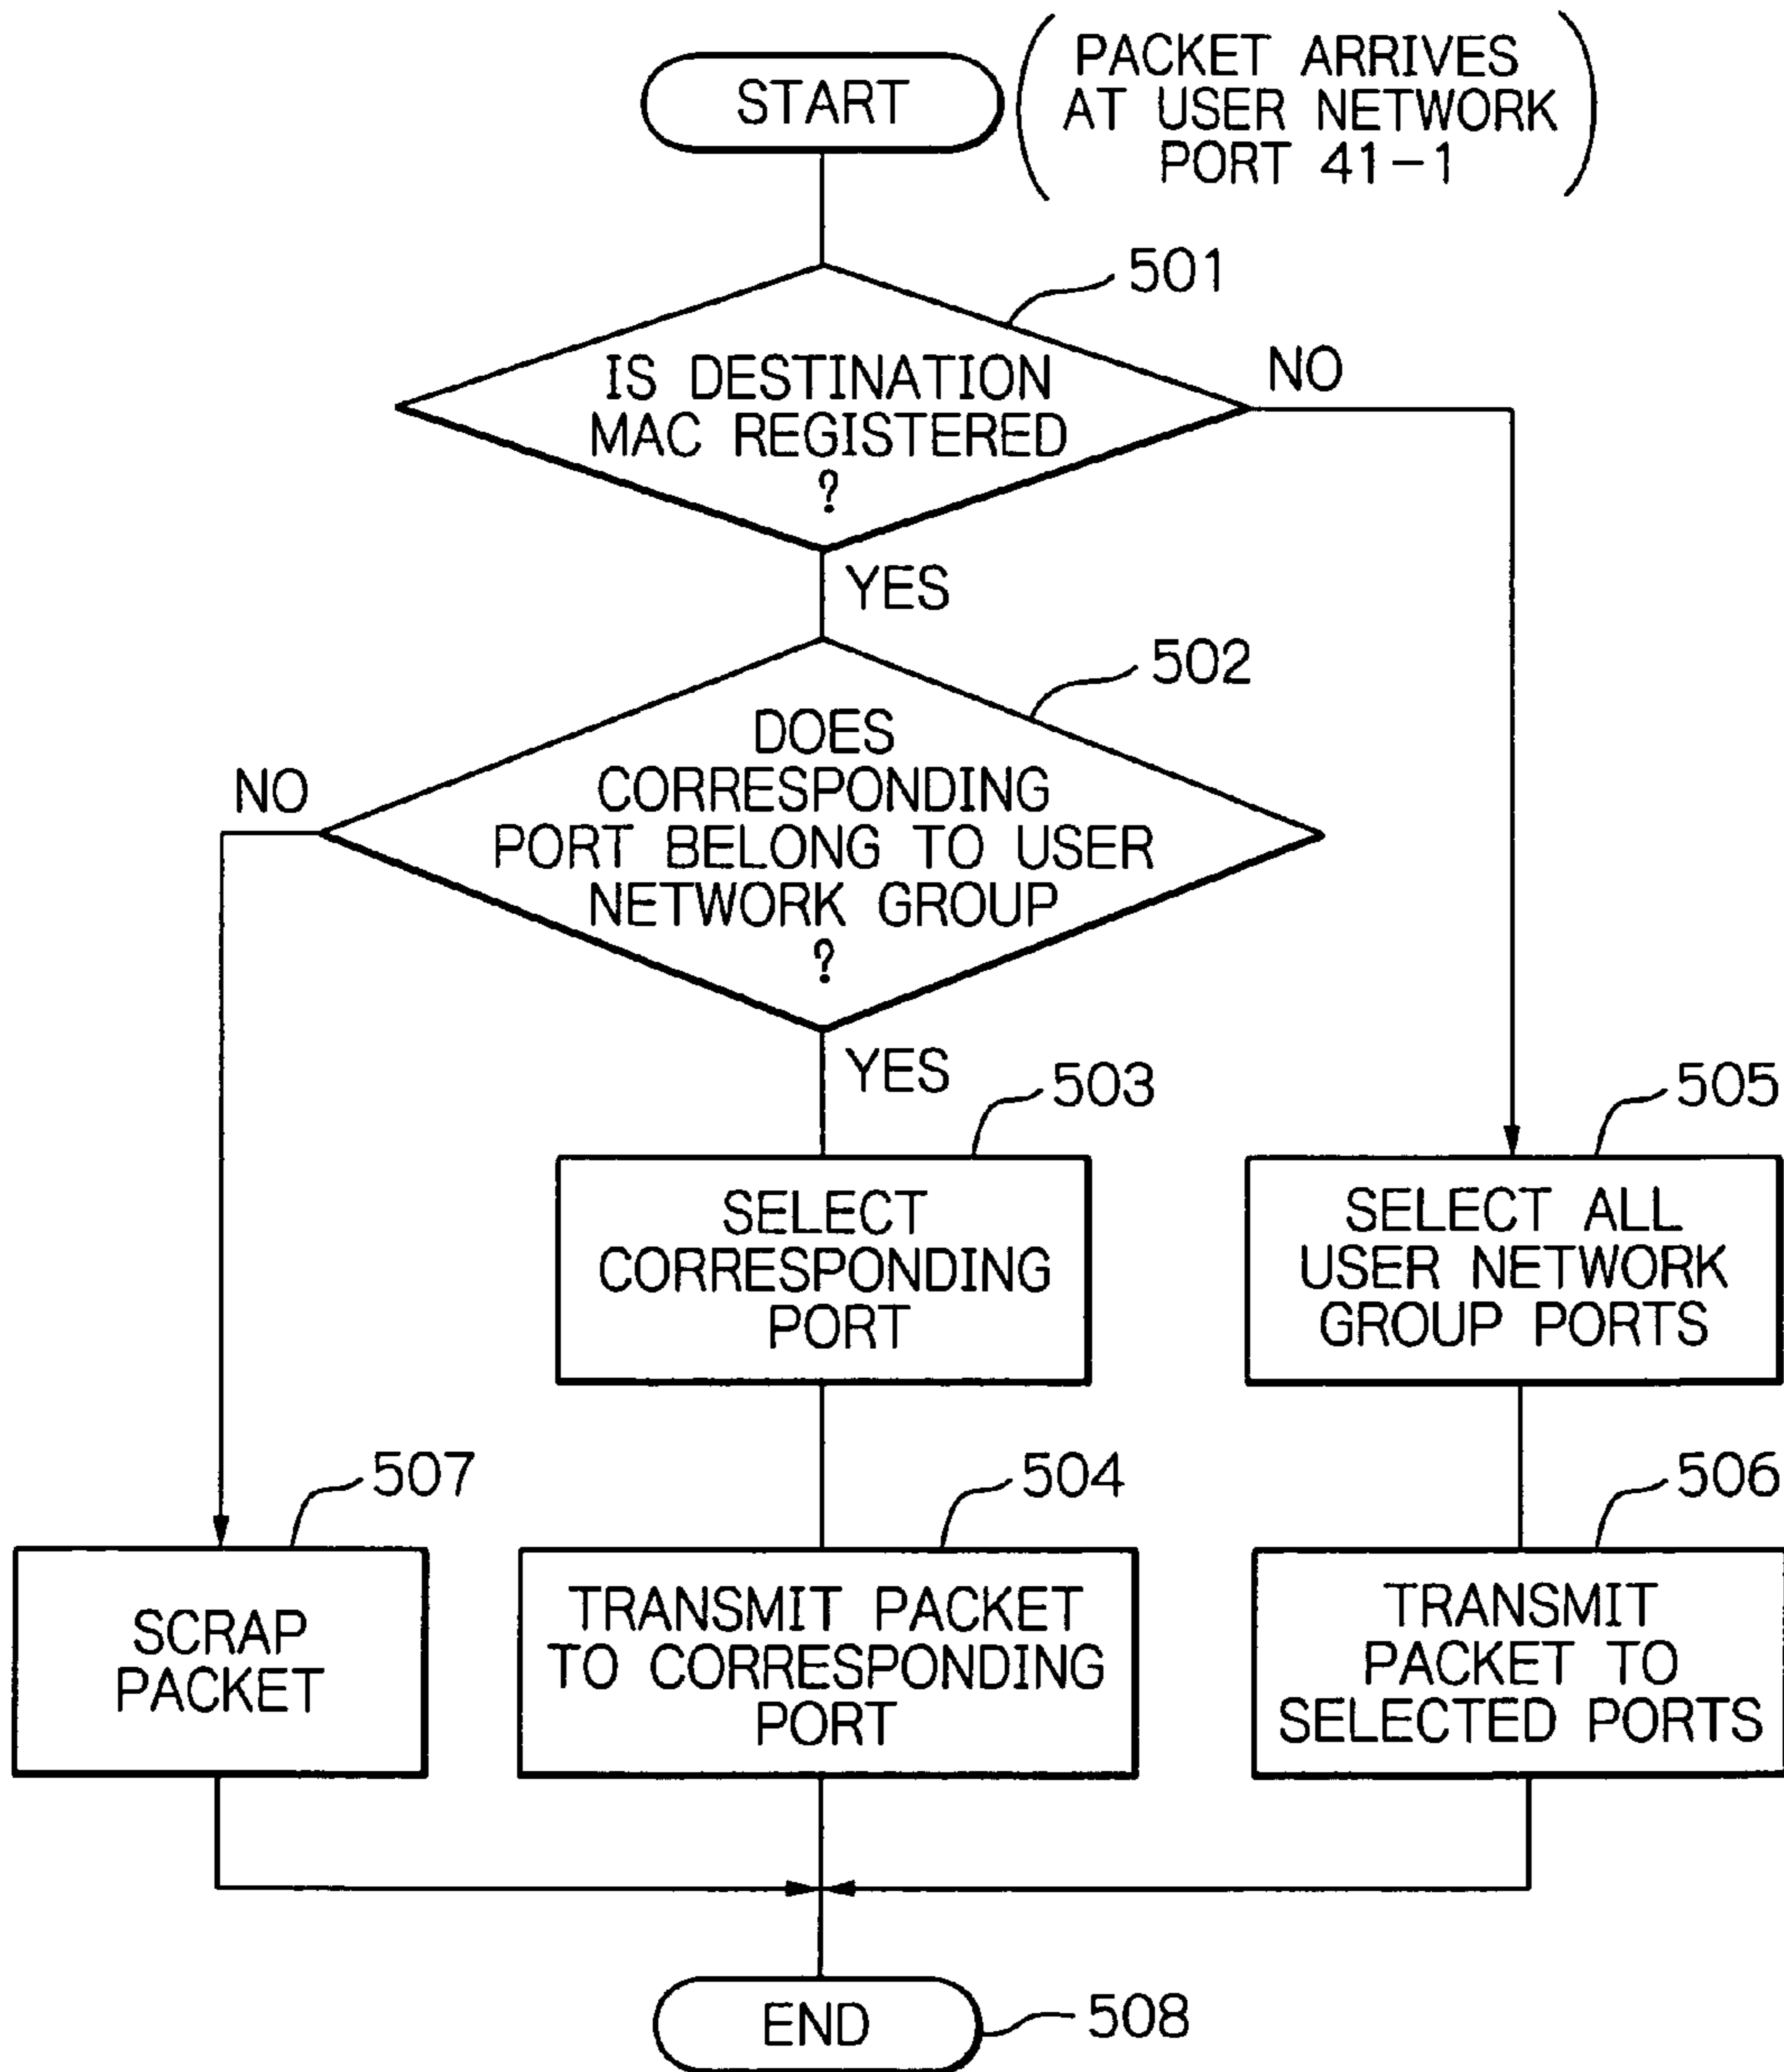 START
PACKET ARRIVES
AT USER NETWORK
PORT 41-1
501
IS DESTINATION
MAC REGISTERED
?
NO
YES
502
DOES
CORRESPONDING
PORT BELONG TO USER
NETWORK GROUP
?
NO
YES
503
SELECT
CORRESPONDING
PORT
505
SELECT ALL
USER NETWORK
GROUP PORTS
507
SCRAP
PACKET
504
TRANSMIT PACKET
TO CORRESPONDING
PORT
506
TRANSMIT
PACKET TO
SELECTED PORTS
END
508